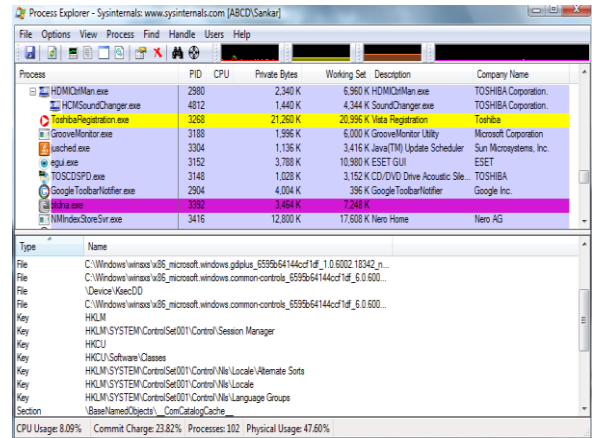 Process Explorer - Sysinternals: www.sysinternals.com [ABCD\Sankar]
File Options View Process Find Handle Users Help
Process PID CPU Private Bytes Working Set Description Company Name
HDMICtrlMan.exe 2980 2,340 K 6,960 K HDMICtrlMan TOSHIBA Corporation.
HCMSoundChanger.exe 4812 1,440 K 4,344 K SoundChanger.exe TOSHIBA Corporation.
ToshibaRegistration.exe 3268 21,260 K 20,996 K Vista Registration Toshiba
GrooveMonitor.exe 3188 1,996 K 6,000 K GrooveMonitor Utility Microsoft Corporation
jusched.exe 3304 1,136 K 3,416 K Java(TM) Update Scheduler Sun Microsystems, Inc.
egui.exe 3152 3,788 K 10,980 K ESET GUI ESET
TOSCDSPD.exe 3148 1,028 K 3,152 K CD/DVD Drive Acoustic Sile... TOSHIBA
GoogleToolbarNotifier.exe 2904 4,004 K 396 K GoogleToolbarNotifier Google Inc.
btdna.exe 3392 3,464 K 7,248 K
NMIndexStoreSvr.exe 3416 12,800 K 17,608 K Nero Home Nero AG
Type Name
File C:\Windows\winsxs\x86_microsoft.windows.gdiplus_6595b64144ccf1df_1.0.6002.18342_n...
File C:\Windows\winsxs\x86_microsoft.windows.common-controls_6595b64144ccf1df_6.0.600...
File \Device\KsecDD
File C:\Windows\winsxs\x86_microsoft.windows.common-controls_6595b64144ccf1df_6.0.600...
Key HKLM
Key HKLM\SYSTEM\ControlSet001\Control\Session Manager
Key HKCU
Key HKCU\Software\Classes
Key HKLM\SYSTEM\ControlSet001\Control\Nls\Locale\Alternate Sorts
Key HKLM\SYSTEM\ControlSet001\Control\Nls\Locale
Key HKLM\SYSTEM\ControlSet001\Control\Nls\Language Groups
Section \BaseNamedObjects\__ComCatalogCache__
CPU Usage: 8.09% Commit Charge: 23.82% Processes: 102 Physical Usage: 47.60%